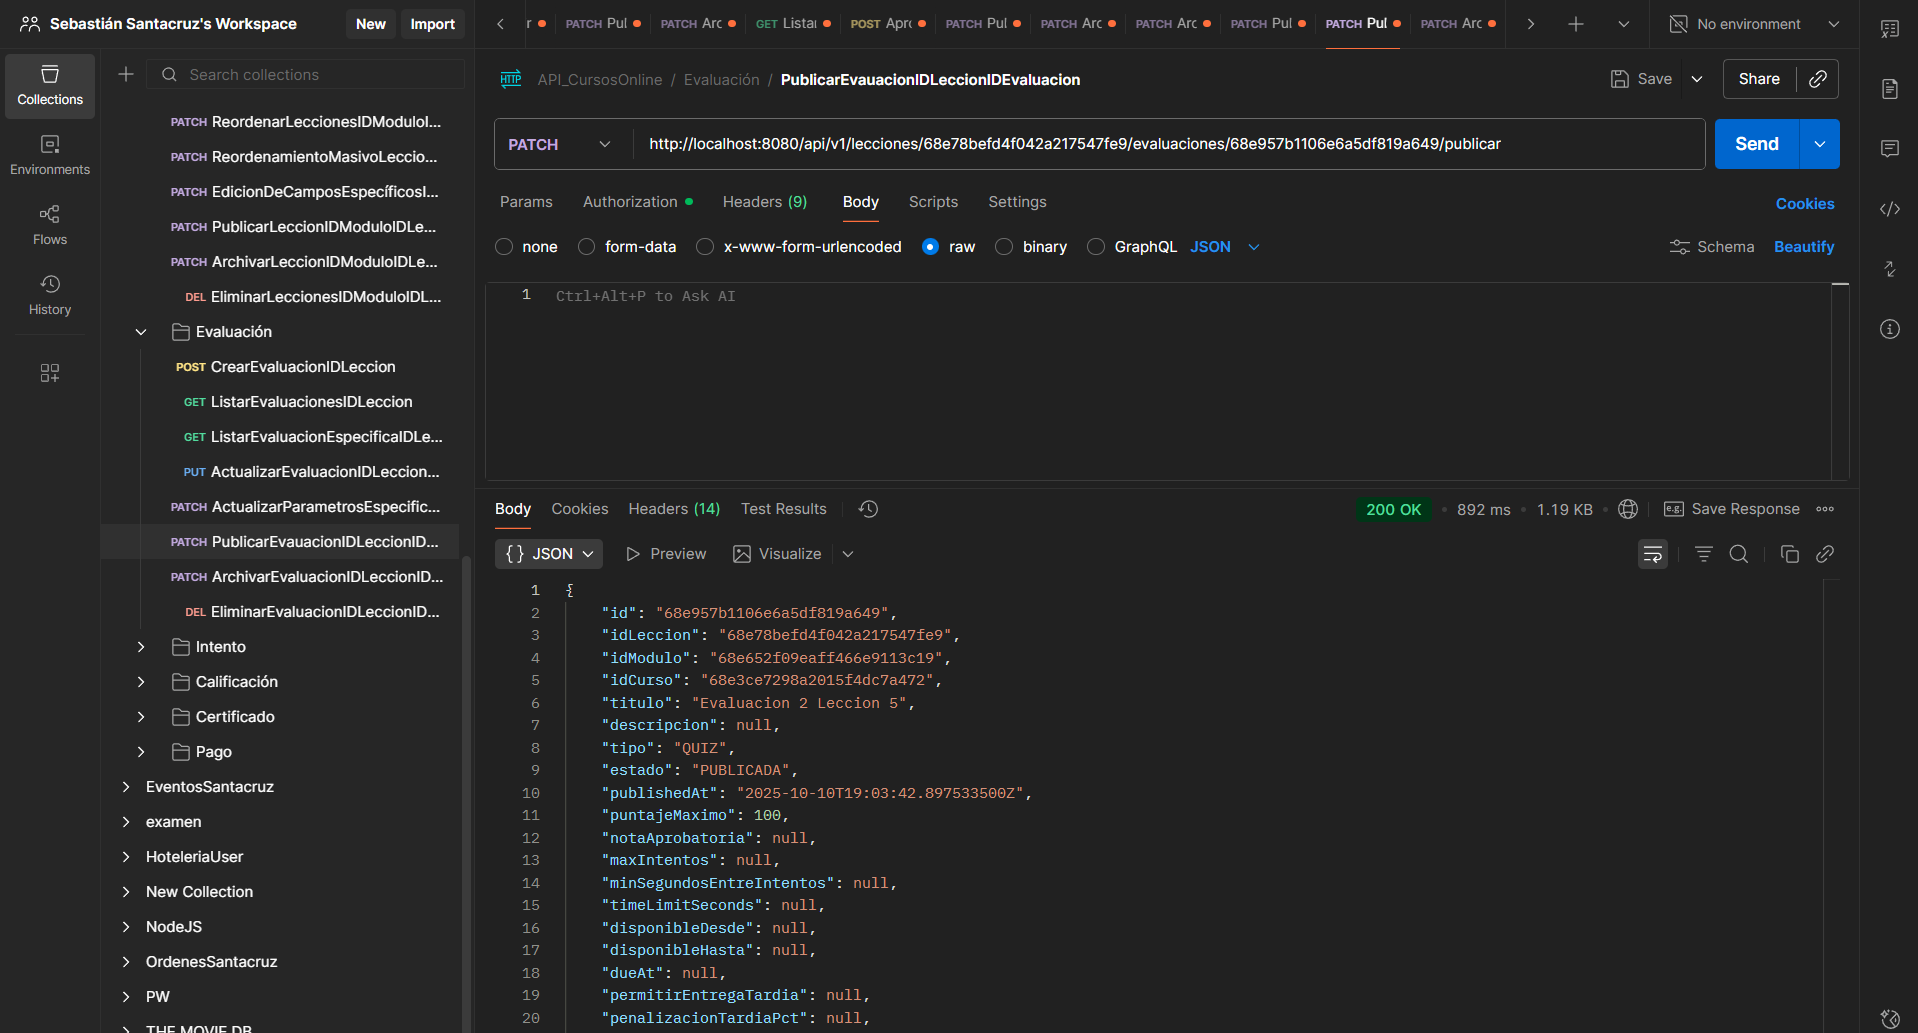 Sebastián Santacruz's Workspace
New
Import
PATCH Pul
PATCH Arc
GET Listar
POST Apro
PATCH Pul
PATCH Arc
PATCH Arc
PATCH Pul
PATCH Pul
PATCH Arc
No environment
Collections
Environments
Flows
History
Search collections
PATCH ReordenarLeccionesIDModuloI...
PATCH ReordenamientoMasivoLeccio...
PATCH EdicionDeCamposEspecíficosI...
PATCH PublicarLeccionIDModuloIDLe...
PATCH ArchivarLeccionIDModuloIDLe...
DEL EliminarLeccionesIDModuloIDL...
Evaluación
POST CrearEvaluacionIDLeccion
GET ListarEvaluacionesIDLeccion
GET ListarEvaluacionEspecificaIDLe...
PUT ActualizarEvaluacionIDLeccion...
PATCH ActualizarParametrosEspecific...
PATCH PublicarEvauacionIDLeccionID...
PATCH ArchivarEvaluacionIDLeccionID...
DEL EliminarEvaluacionIDLeccionID...
Intento
Calificación
Certificado
Pago
EventosSantacruz
examen
HoteleriaUser
New Collection
NodeJS
OrdenesSantacruz
PW
THE MOVIE DB
HTTP API_CursosOnline / Evaluación / PublicarEvauacionIDLeccionIDEvaluacion
Save
Share
PATCH http://localhost:8080/api/v1/lecciones/68e78befd4f042a217547fe9/evaluaciones/68e957b1106e6a5df819a649/publicar
Send
Params Authorization Headers (9) Body Scripts Settings
Cookies
none form-data x-www-form-urlencoded raw binary GraphQL JSON
Schema Beautify
1 Ctrl+Alt+P to Ask AI
Body Cookies Headers (14) Test Results
200 OK • 892 ms • 1.19 KB
e.g. Save Response
{} JSON Preview Visualize
1 {
2 "id": "68e957b1106e6a5df819a649",
3 "idLeccion": "68e78befd4f042a217547fe9",
4 "idModulo": "68e652f09eaff466e9113c19",
5 "idCurso": "68e3ce7298a2015f4dc7a472",
6 "titulo": "Evaluacion 2 Leccion 5",
7 "descripcion": null,
8 "tipo": "QUIZ",
9 "estado": "PUBLICADA",
10 "publishedAt": "2025-10-10T19:03:42.897533500Z",
11 "puntajeMaximo": 100,
12 "notaAprobatoria": null,
13 "maxIntentos": null,
14 "minSegundosEntreIntentos": null,
15 "timeLimitSeconds": null,
16 "disponibleDesde": null,
17 "disponibleHasta": null,
18 "dueAt": null,
19 "permitirEntregaTardia": null,
20 "penalizacionTardiaPct": null,